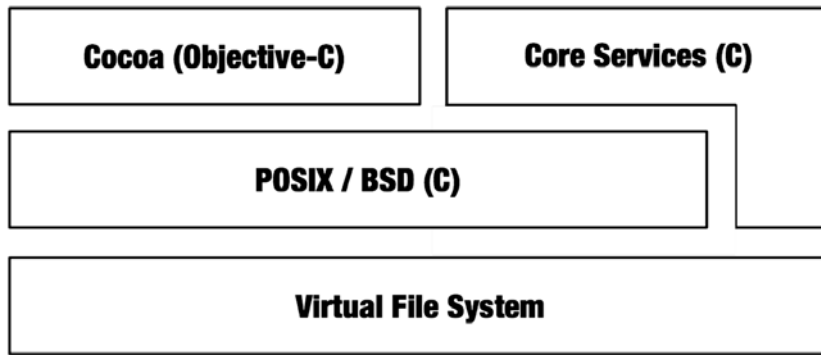 Cocoa (Objective-C)
Core Services (C)
POSIX / BSD (C)
Virtual File System